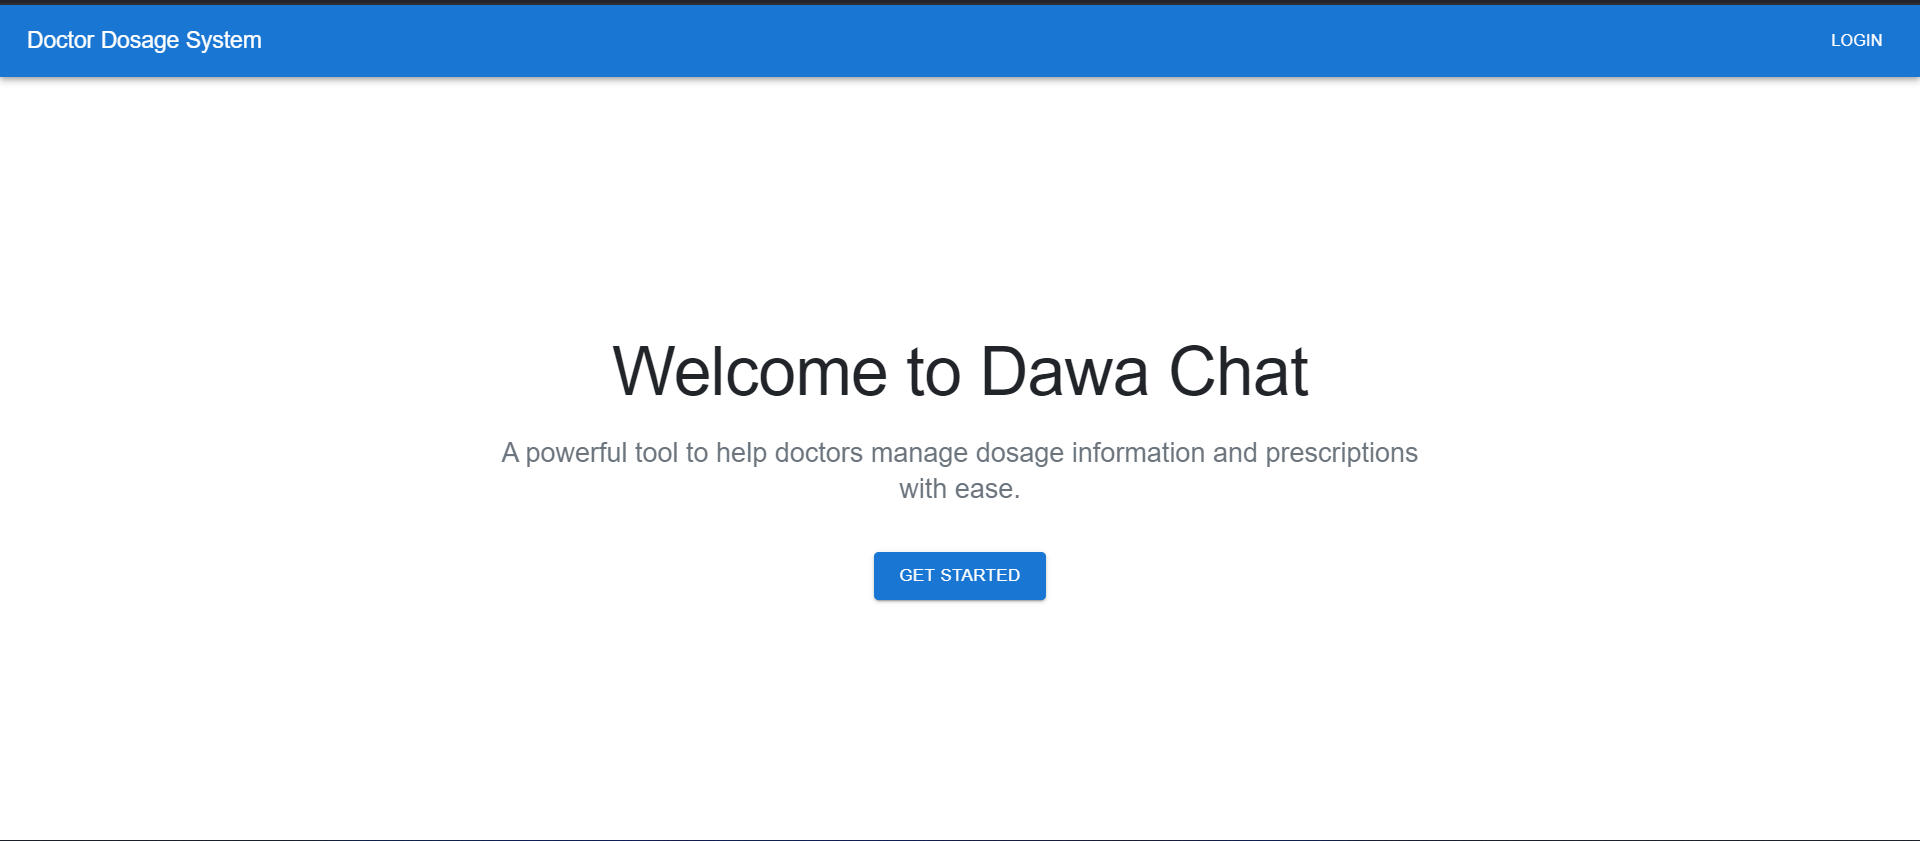 Doctor Dosage System
LOGIN
Welcome to Dawa Chat
A powerful tool to help doctors manage dosage information and prescriptions
with ease.
GET STARTED